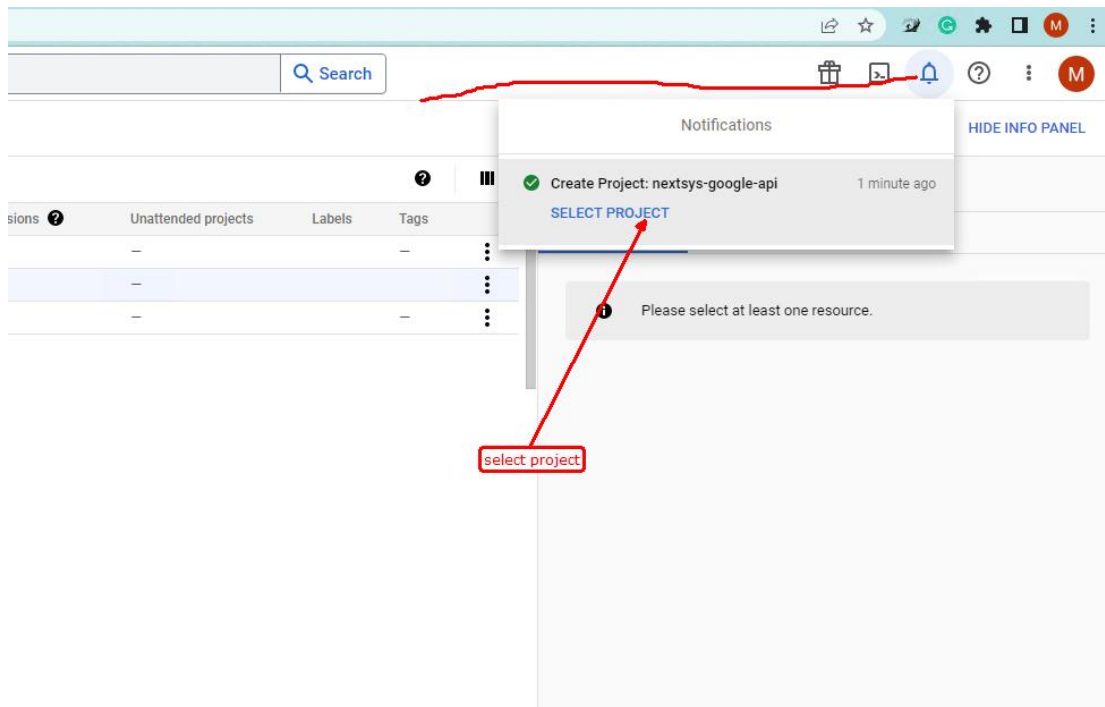 M
Search
M
Notifications
HIDE INFO PANEL
Create Project: nextsys-google-api
1 minute ago
SELECT PROJECT
sions
Unattended projects
Labels
Tags
Please select at least one resource.
select project